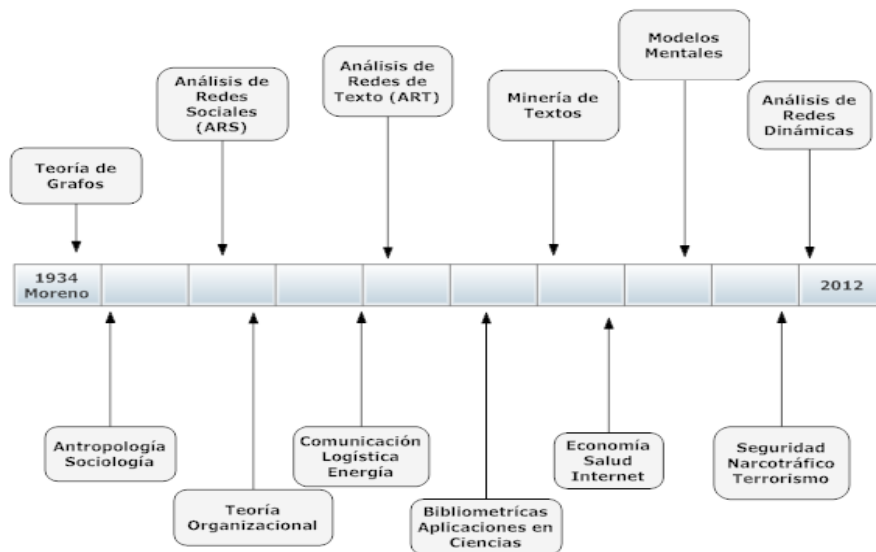 Teoría de
Grafos
Análisis de
Redes
Sociales
(ARS)
Análisis de
Redes de
Texto (ART)
Minería de
Textos
Modelos
Mentales
Análisis de
Redes
Dinámicas
1934
Moreno
2012
Antropología
Sociología
Teoría
Organizacional
Comunicación
Logística
Energía
Bibliometrícas
Aplicaciones en
Ciencias
Economía
Salud
Internet
Seguridad
Narcotráfico
Terrorismo